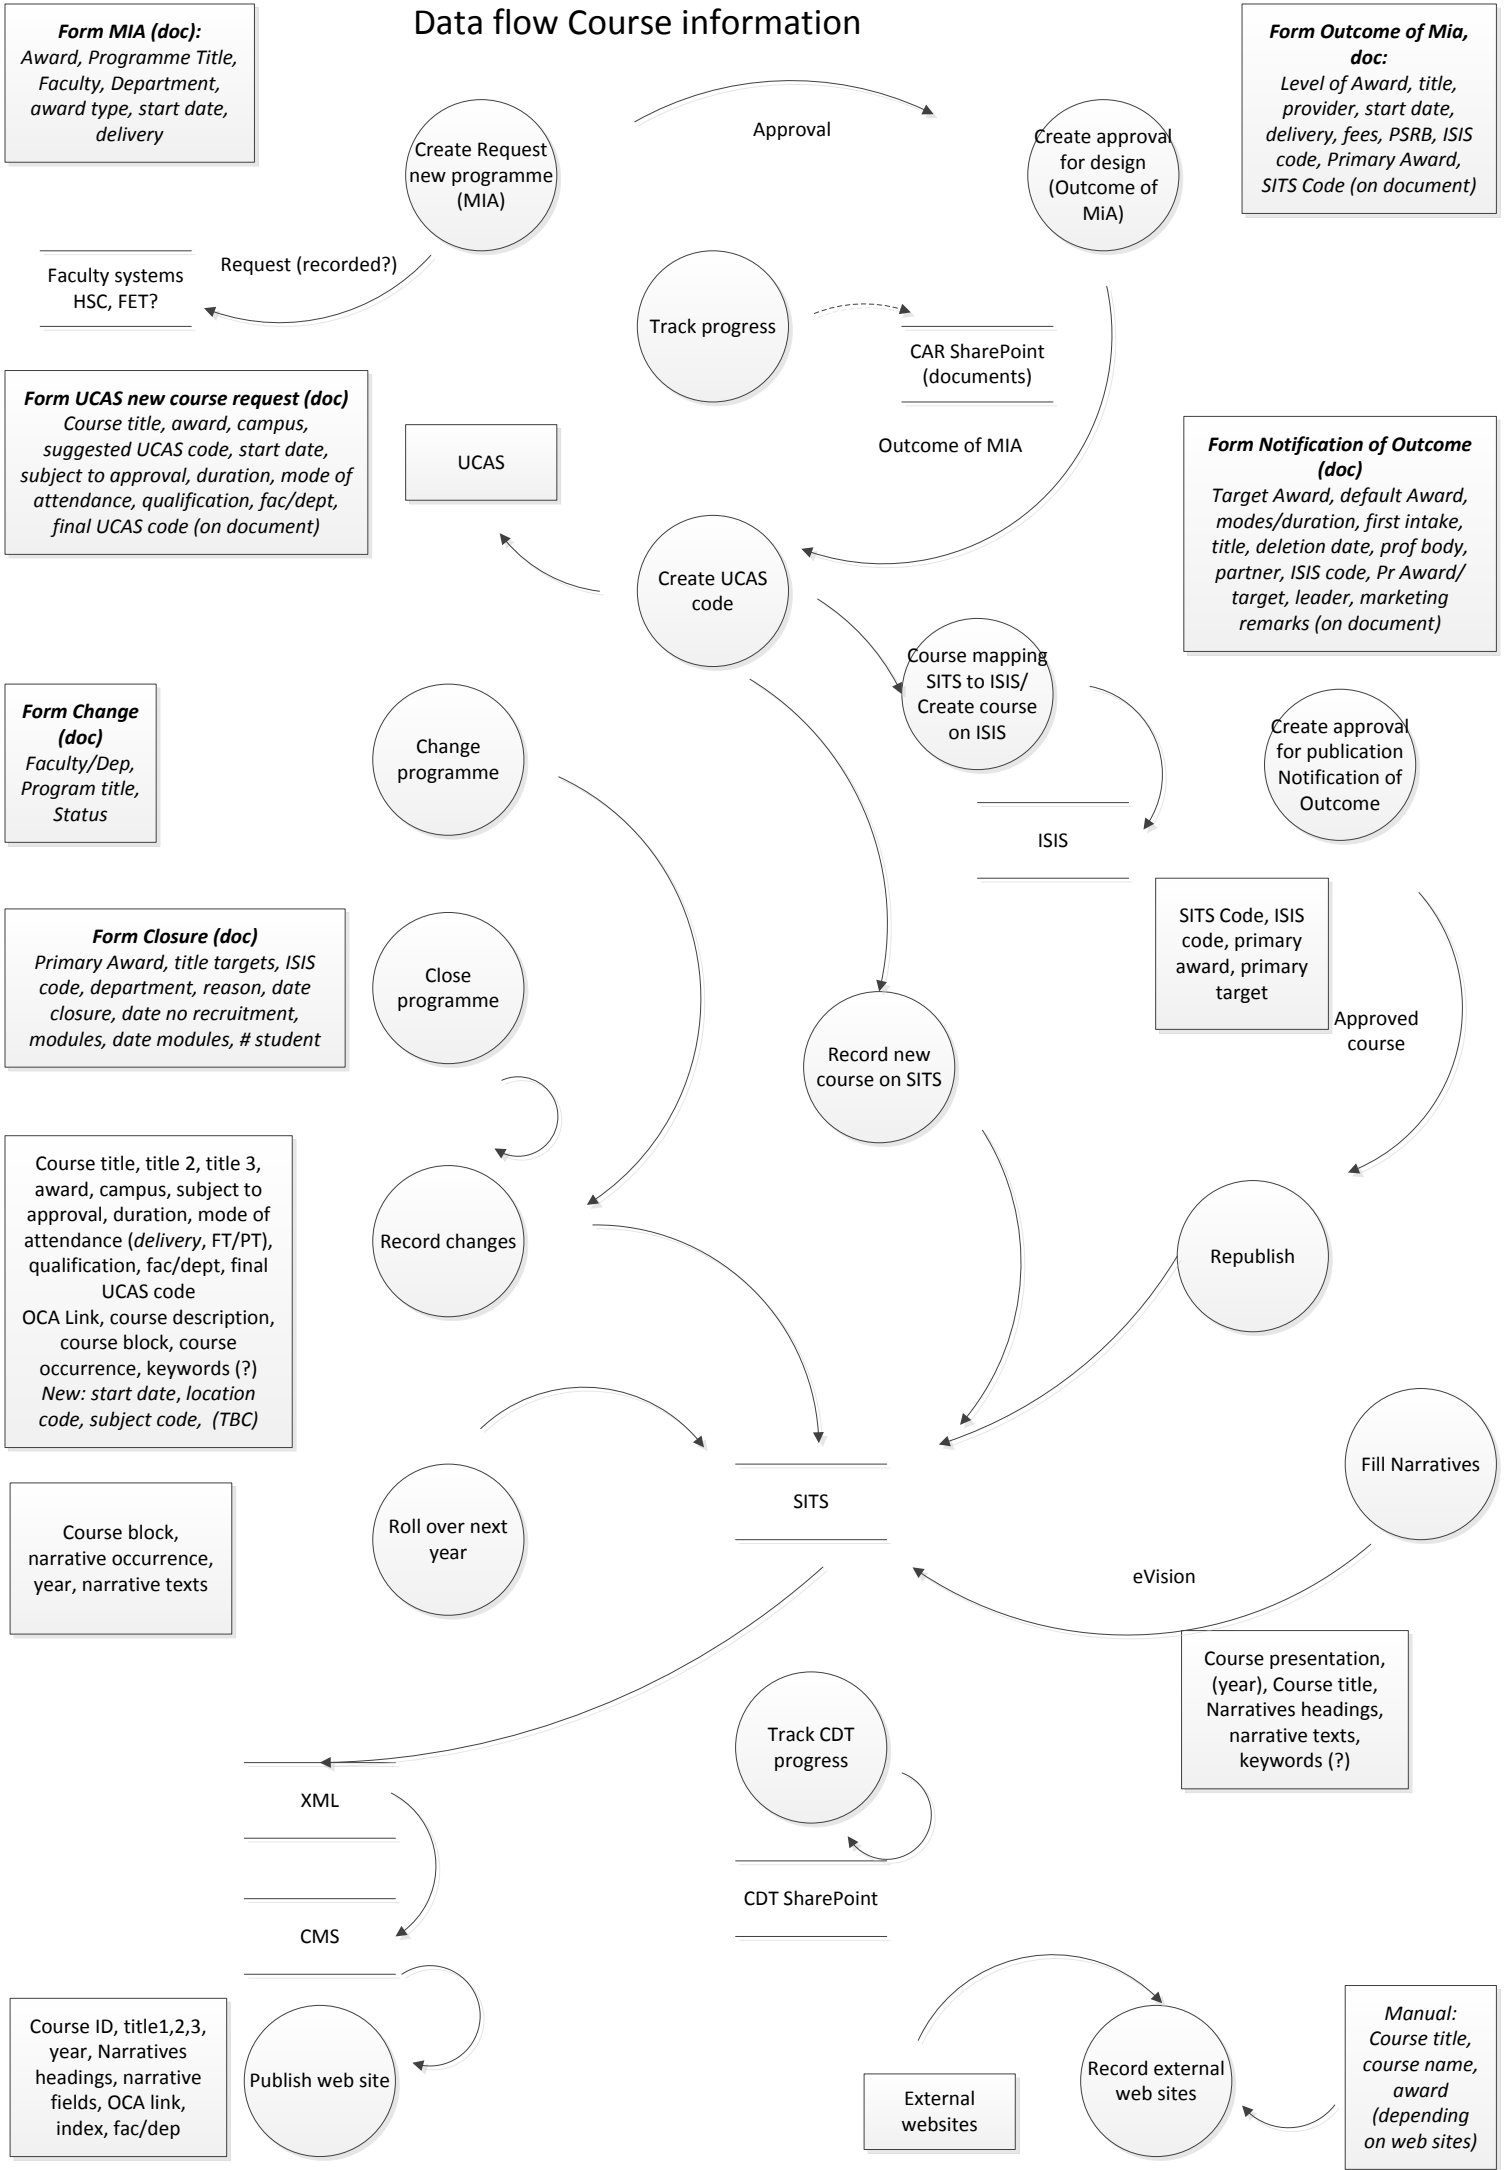 Data flow Course information
Form MIA (doc):
Award, Programme Title,
Faculty, Department,
award type, start date,
delivery
Create Request
new programme
(MIA)
Approval
Create approval
for design
(Outcome of
MiA)
Form Outcome of Mia,
doc:
Level of Award, title,
provider, start date,
delivery, fees, PSRB, ISIS
code, Primary Award,
SITS Code (on document)
Faculty systems
HSC, FET?
Request (recorded?)
Track progress
CAR SharePoint
(documents)
Form UCAS new course request (doc)
Course title, award, campus,
suggested UCAS code, start date,
subject to approval, duration, mode of
attendance, qualification, fac/dept,
final UCAS code (on document)
UCAS
Outcome of MIA
Form Notification of Outcome
(doc)
Target Award, default Award,
modes/duration, first intake,
title, deletion date, prof body,
partner, ISIS code, Pr Award/
target, leader, marketing
remarks (on document)
Create UCAS
code
Course mapping
SITS to ISIS/
Create course
on ISIS
Form Change
(doc)
Faculty/Dep,
Program title,
Status
Change
programme
Create approval
for publication
Notification of
Outcome
ISIS
SITS Code, ISIS
code, primary
award, primary
target
Form Closure (doc)
Primary Award, title targets, ISIS
code, department, reason, date
closure, date no recruitment,
modules, date modules, # student
Close
programme
Record new
course on SITS
Approved
course
Course title, title 2, title 3,
award, campus, subject to
approval, duration, mode of
attendance (delivery, FT/PT),
qualification, fac/dept, final
UCAS code
OCA Link, course description,
course block, course
occurrence, keywords (?)
New: start date, location
code, subject code,  (TBC)
Record changes
Republish
Fill Narratives
Course block,
narrative occurrence,
year, narrative texts
Roll over next
year
SITS
eVision
Course presentation,
(year), Course title,
Narratives headings,
narrative texts,
keywords (?)
Track CDT
progress
XML
CDT SharePoint
CMS
Course ID, title1,2,3,
year, Narratives
headings, narrative
fields, OCA link,
index, fac/dep
Publish web site
External
websites
Record external
web sites
Manual:
Course title,
course name,
award
(depending
on web sites)